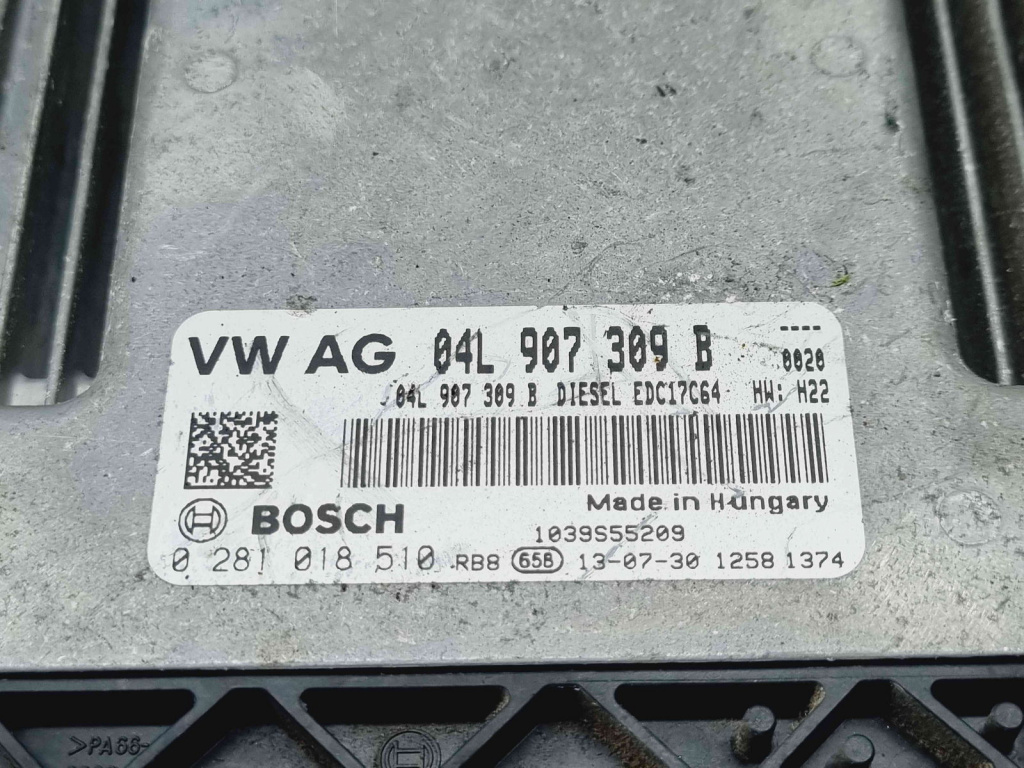 VW AG 04L 907 309 B ----
0020
04L 907 309 B DIESEL EDC17C64 HW: H22
Made in Hungary
BOSCH
1039S55209
0 281 018 510 RB8 65B 13-07-30 1258 1374
>PA66-